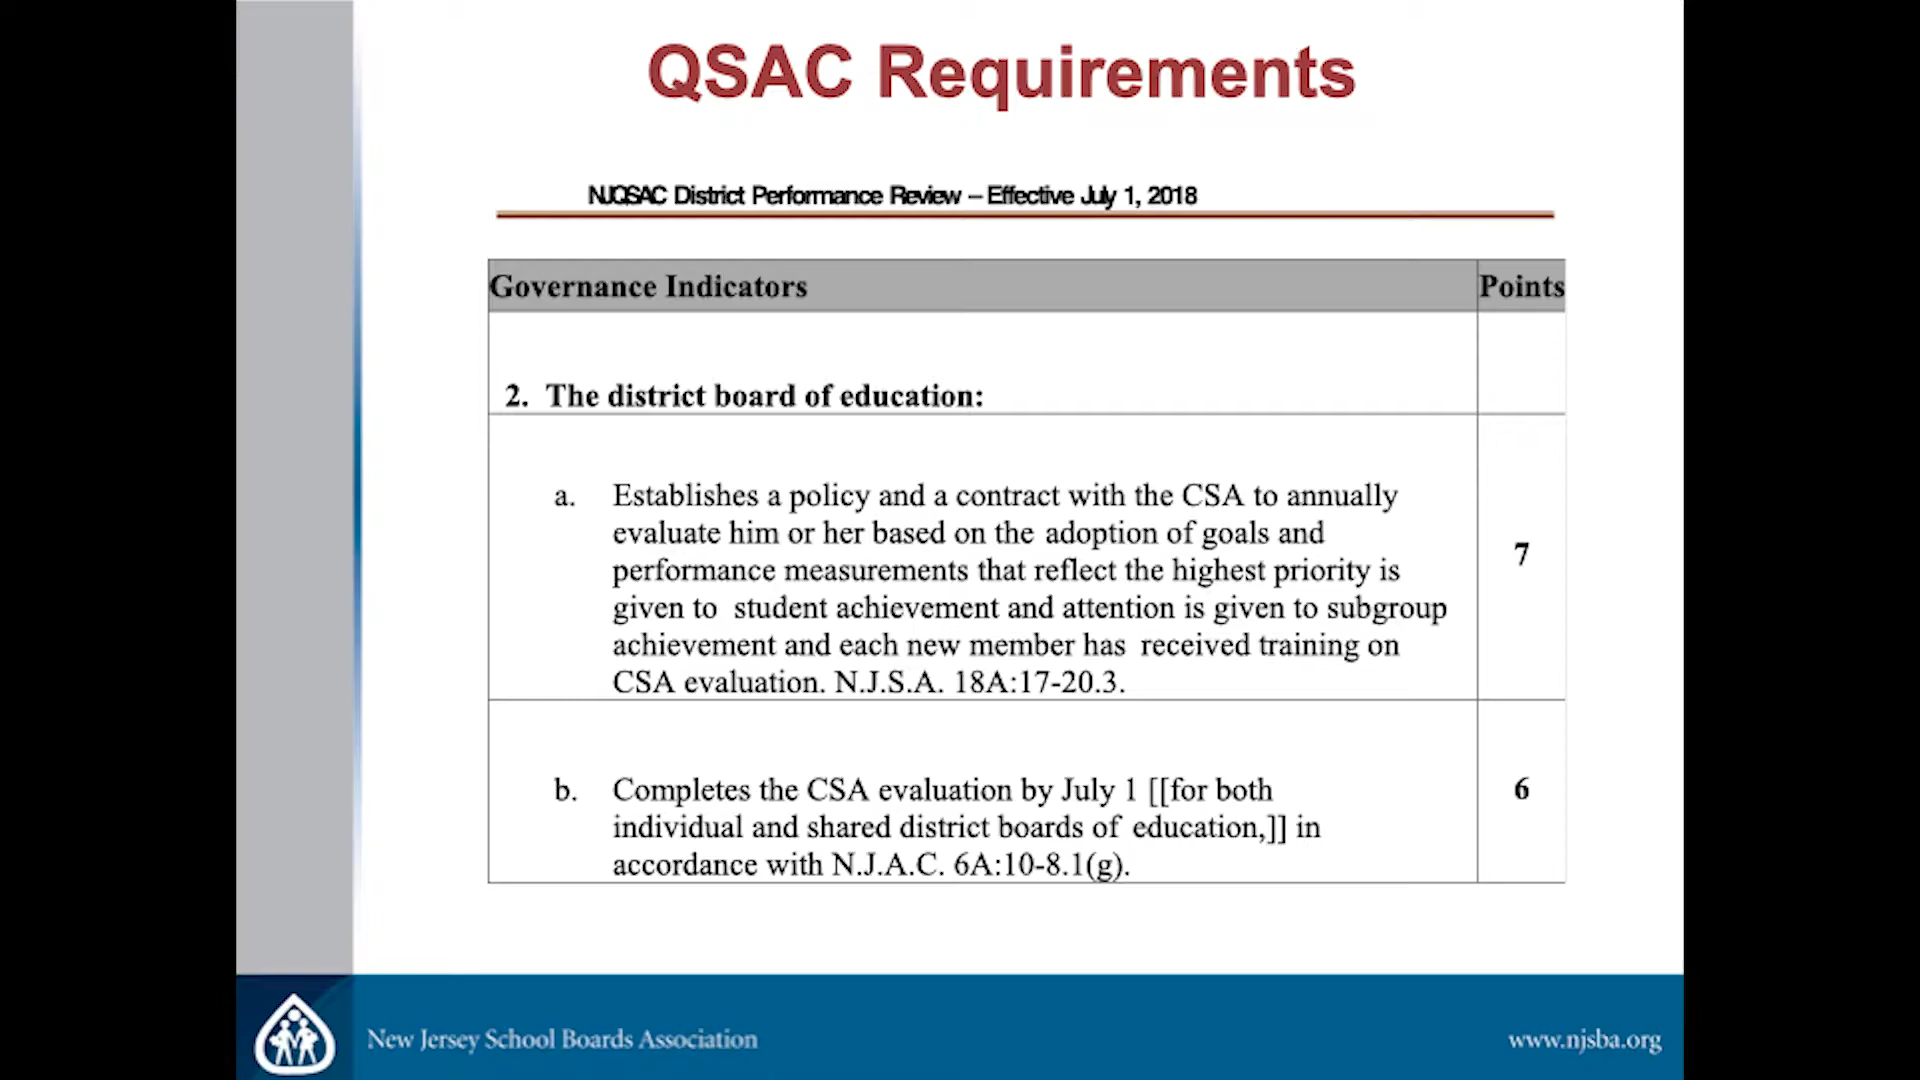 QSAC Requirements
NJQSAC District Performance Review – Effective July 1, 2018
Governance Indicators Points
2. The district board of education:
a. Establishes a policy and a contract with the CSA to annually
evaluate him or her based on the adoption of goals and
performance measurements that reflect the highest priority is
given to student achievement and attention is given to subgroup
achievement and each new member has received training on
CSA evaluation. N.J.S.A. 18A:17-20.3.
7
b. Completes the CSA evaluation by July 1 [[for both
individual and shared district boards of education,]] in
accordance with N.J.A.C. 6A:10-8.1(g).
6
New Jersey School Boards Association
www.njsba.org